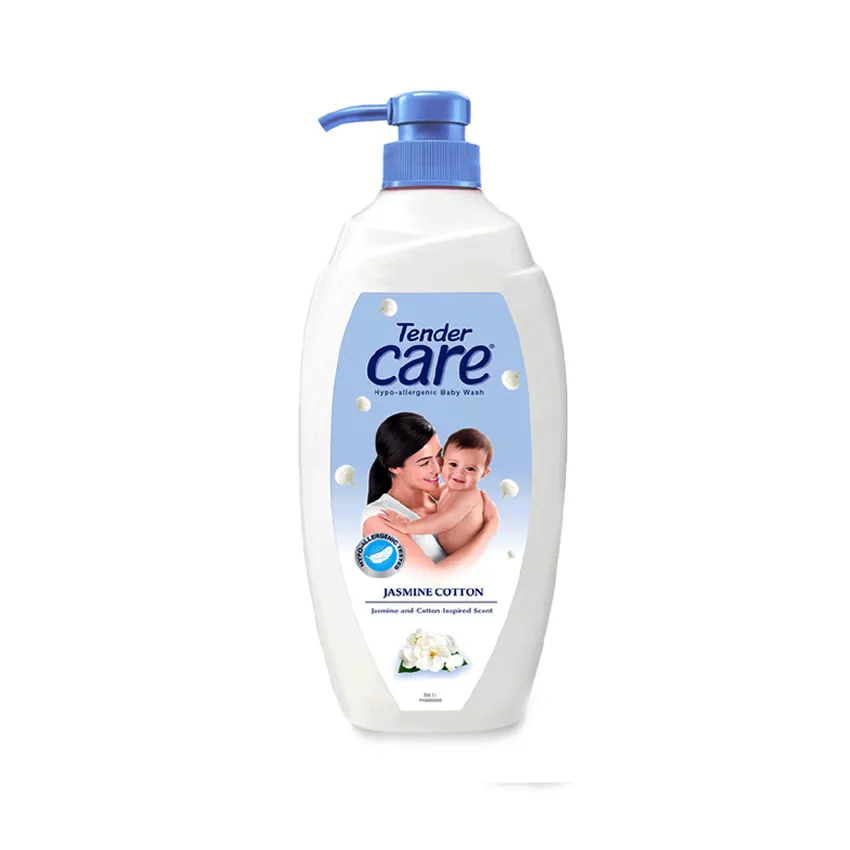 Tender
care®
Hypo-allergenic Baby Wash
HYPO-ALLERGENIC TESTED
JASMINE COTTON
Jasmine-and-Cotton-Inspired Scent